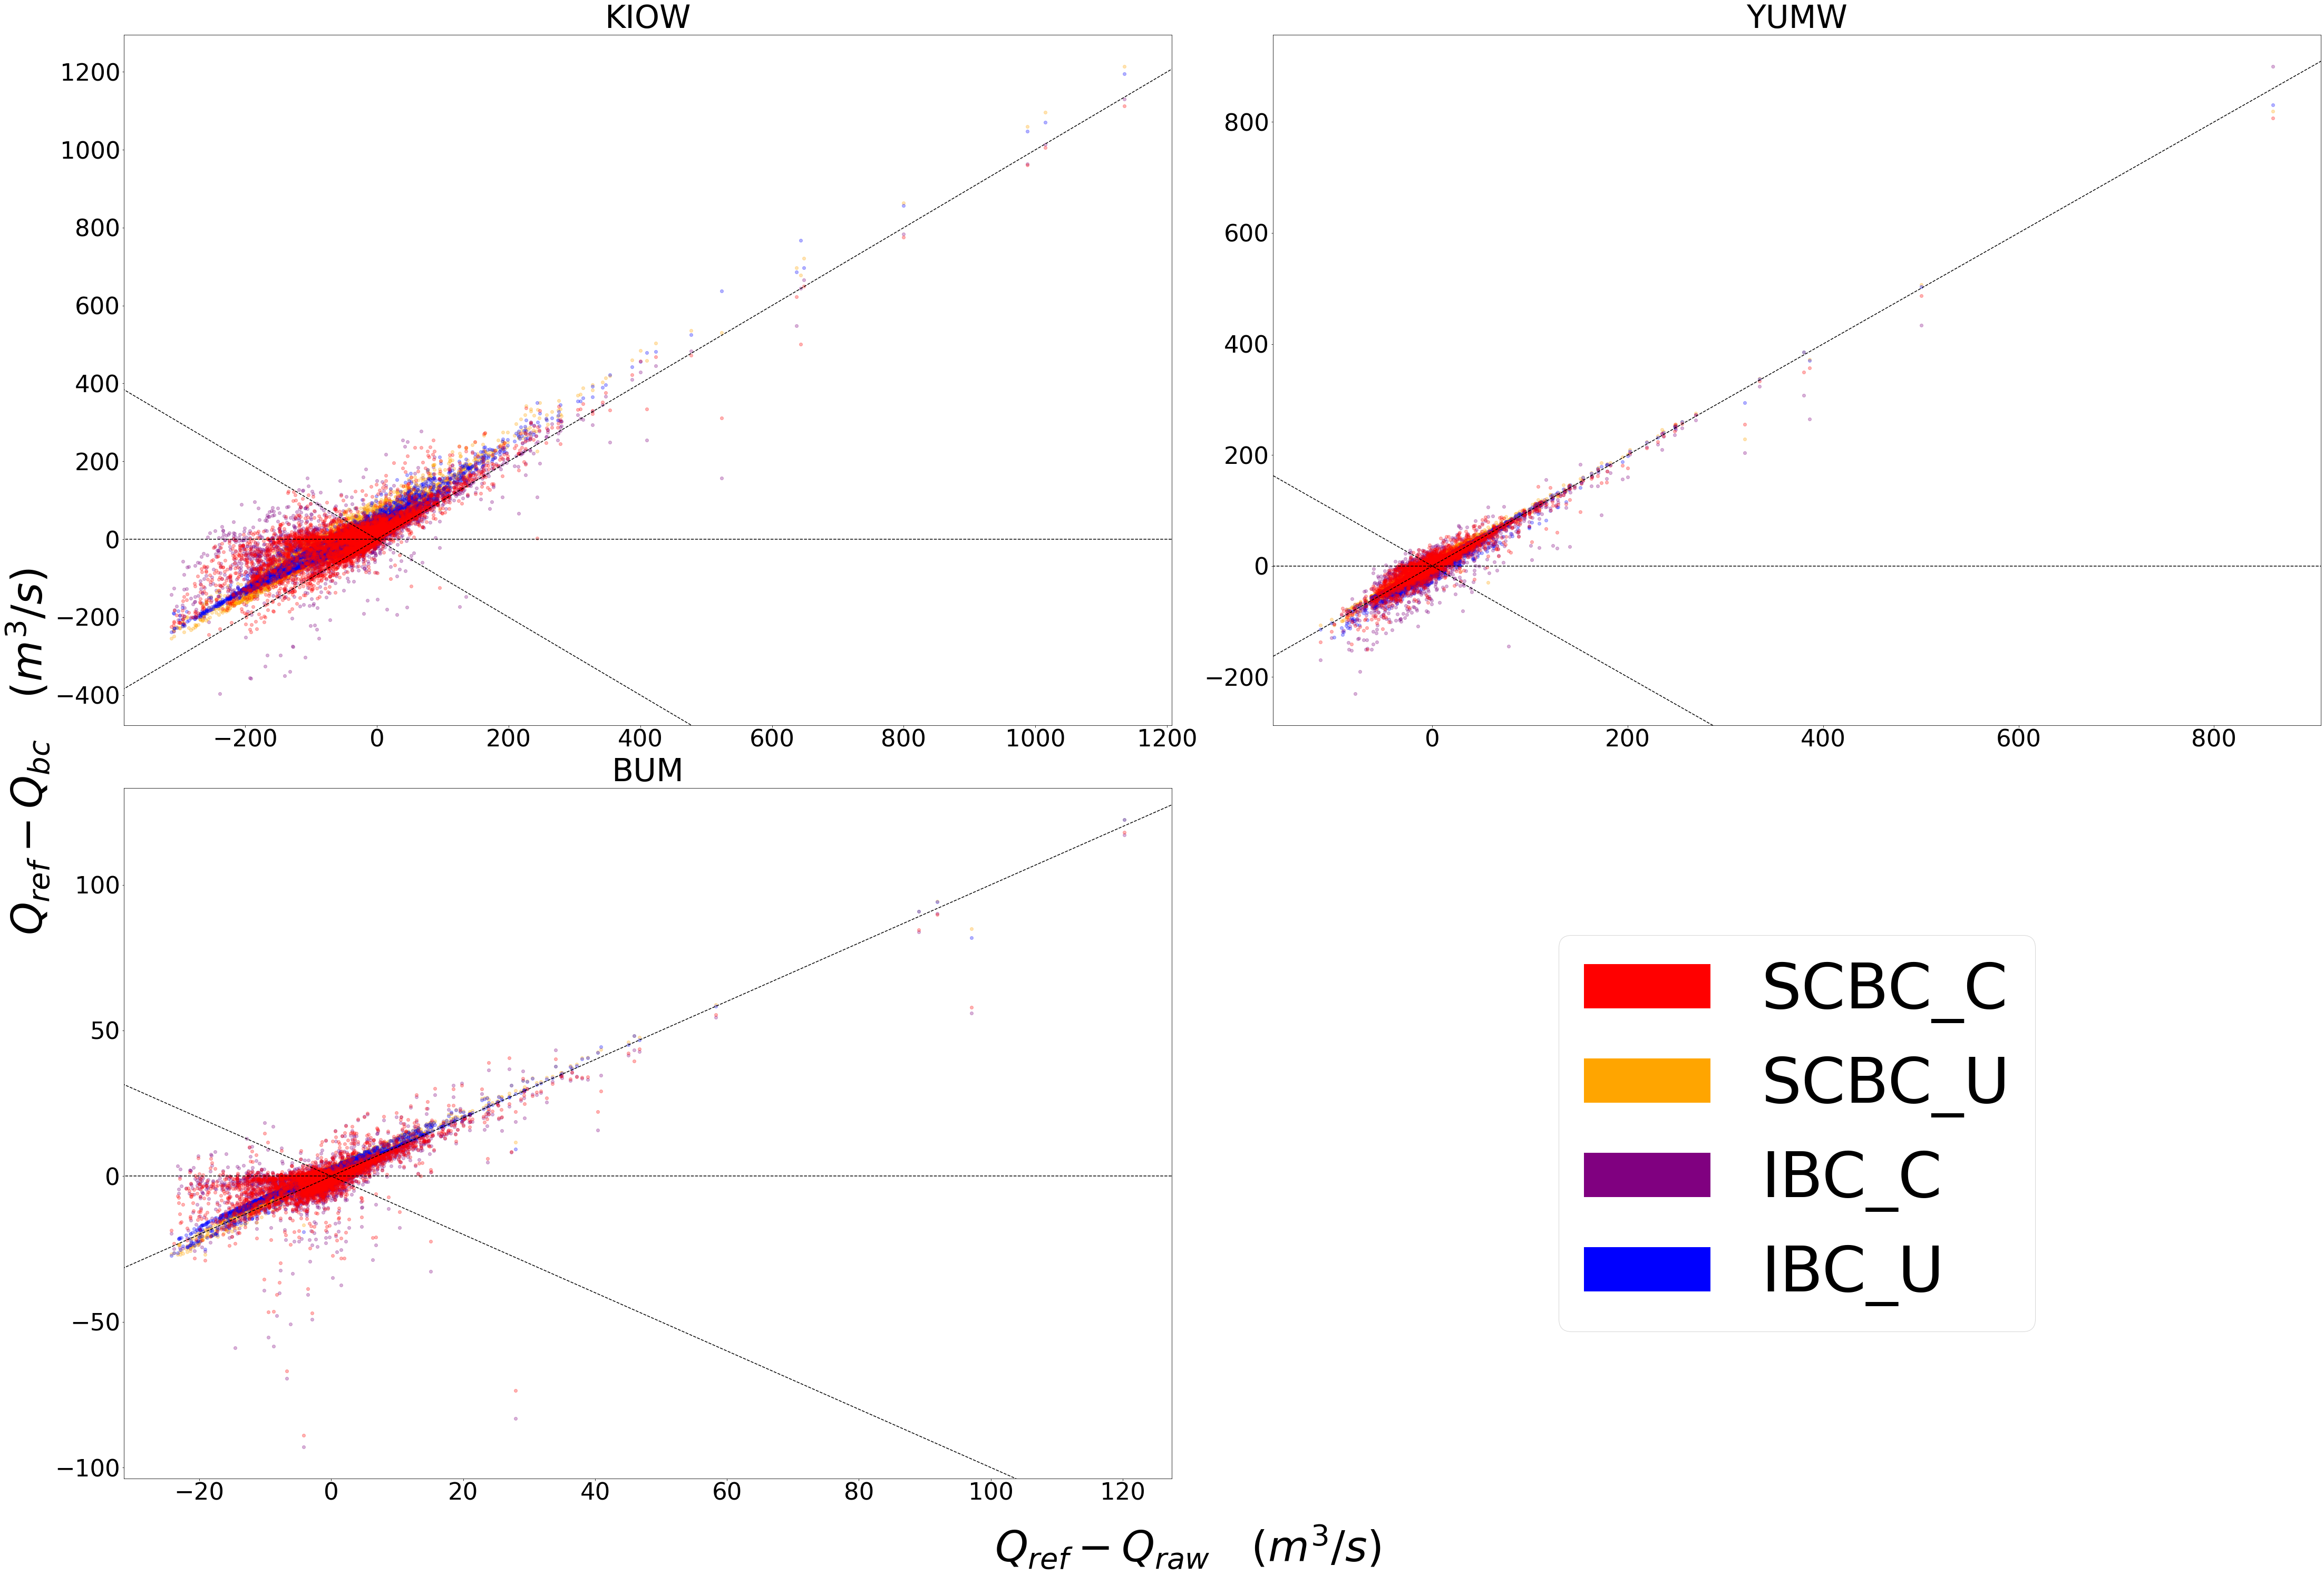 KIOW
YUMW
1200
1000
800
600
400
200
0
−200
−400
−200 0 200 400 600 800 1000 1200
800
600
400
200
0
−200
0 200 400 600 800
Q_ref − Q_bc (m³/s)
BUM
100
50
0
−50
−100
−20 0 20 40 60 80 100 120
SCBC_C
SCBC_U
IBC_C
IBC_U
Q_ref − Q_raw (m³/s)